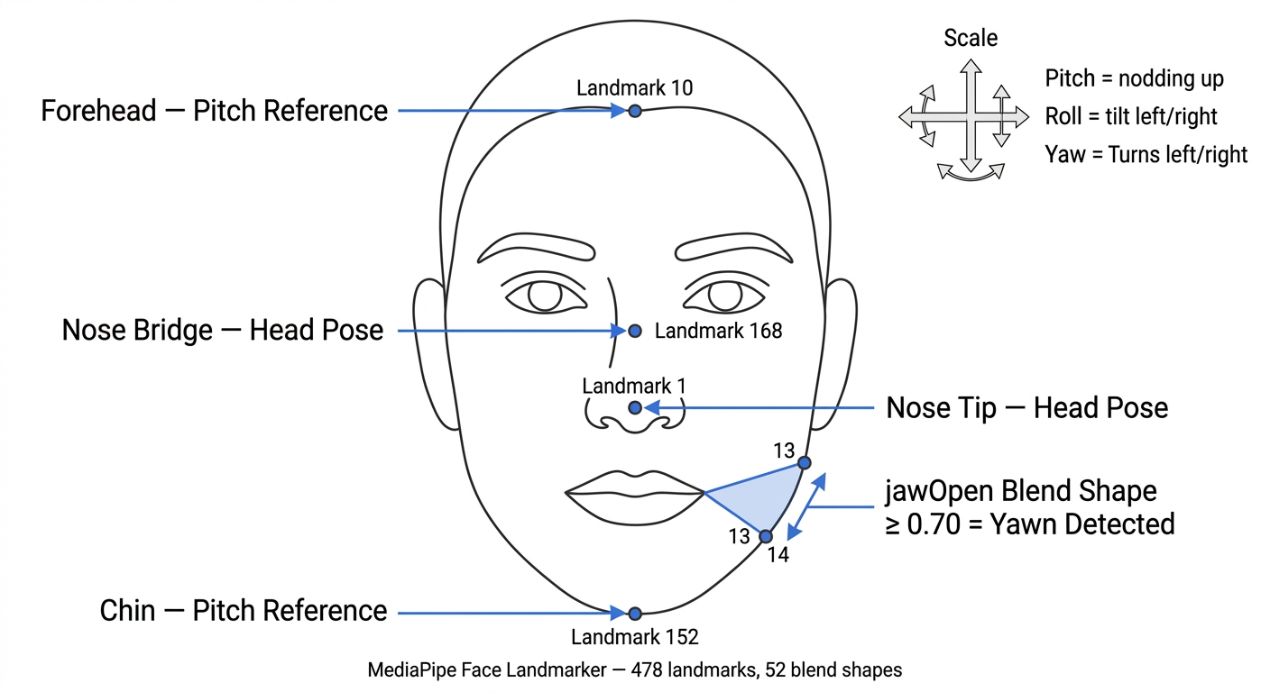 Scale
Pitch = nodding up
Roll = tilt left/right
Yaw = Turns left/right
Landmark 10
Forehead — Pitch Reference
Nose Bridge — Head Pose
Landmark 168
Landmark 1
Nose Tip — Head Pose
13
jawOpen Blend Shape
≥ 0.70 = Yawn Detected
13
14
Chin — Pitch Reference
Landmark 152
MediaPipe Face Landmarker — 478 landmarks, 52 blend shapes